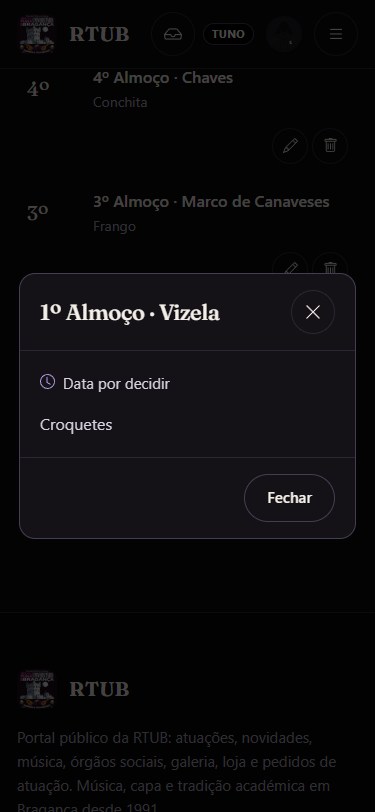 RTUB
TUNO
4º
4º Almoço · Chaves
Conchita
3º
3º Almoço · Marco de Canaveses
Frango
1º Almoço · Vizela
Data por decidir
Croquetes
Fechar
RTUB
Portal público da RTUB: atuações, novidades,
música, órgãos sociais, galeria, loja e pedidos de
atuação. Música, capa e tradição académica em
Bragança desde 1991